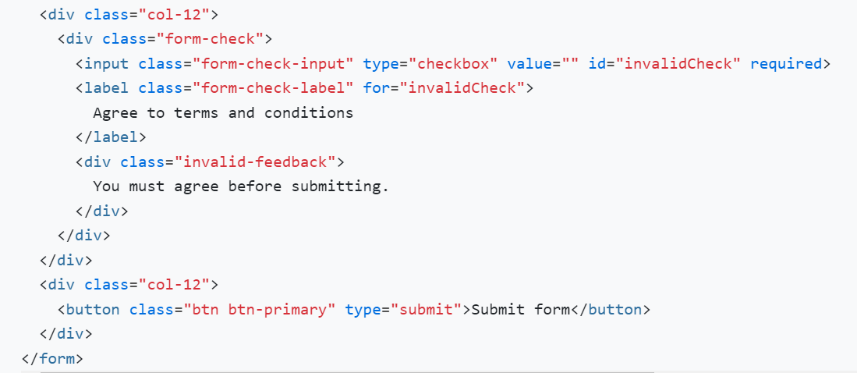 <div class="col-12">
<div class="form-check">
<input class="form-check-input" type="checkbox" value="" id="invalidCheck" required>
<label class="form-check-label" for="invalidCheck">
Agree to terms and conditions
</label>
<div class="invalid-feedback">
You must agree before submitting.
</div>
</div>
</div>
<div class="col-12">
<button class="btn btn-primary" type="submit">Submit form</button>
</div>
</form>